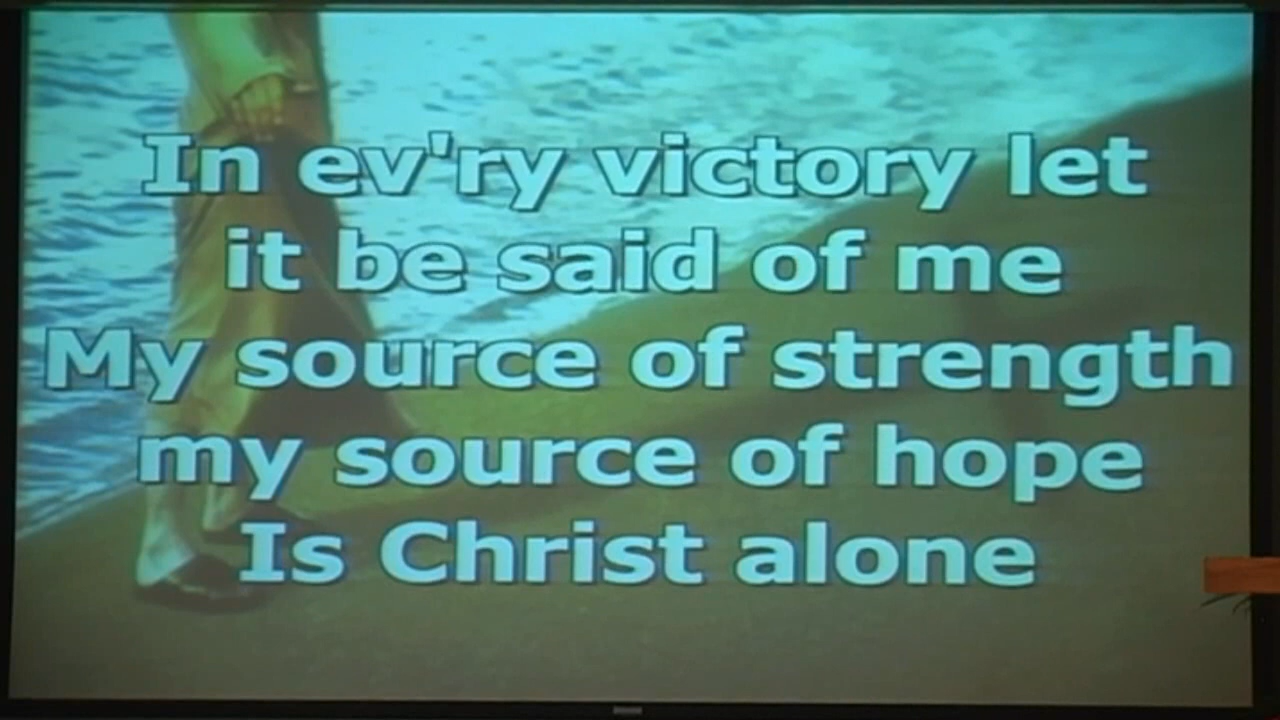 In ev'ry victory let
it be said of me
My source of strength
my source of hope
Is Christ alone